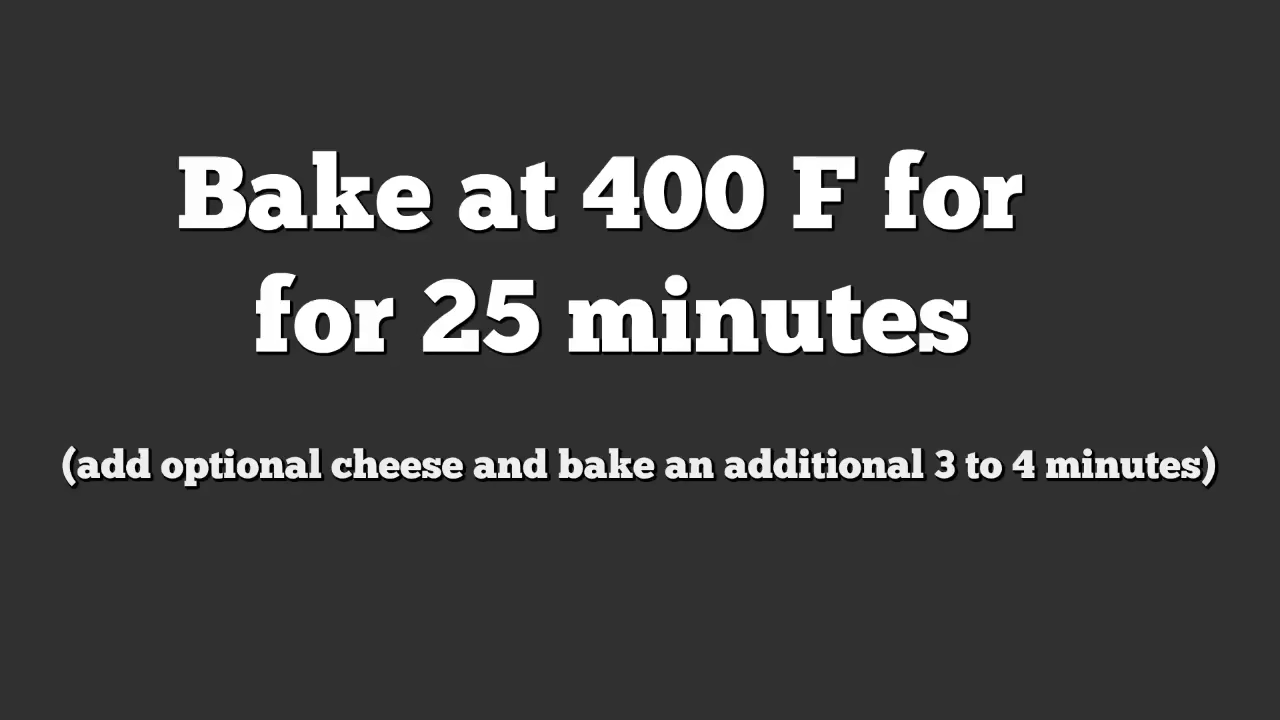 Bake at 400 F for
for 25 minutes
(add optional cheese and bake an additional 3 to 4 minutes)